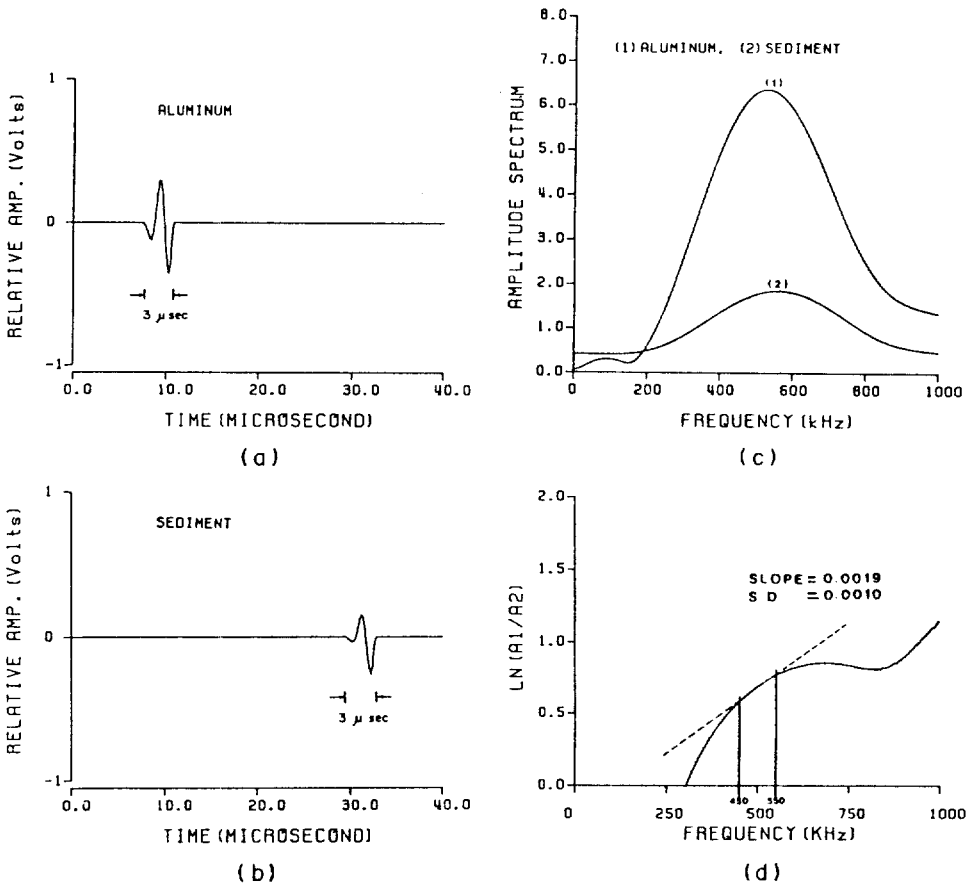 1
ALUMINUM
RELATIVE AMP. (Volts)
0
3 μ sec
-1
0.0 10.0 20.0 30.0 40.0
TIME (MICROSECOND)
(a)
8.0
(1) ALUMINUM, (2) SEDIMENT
7.0
(1)
6.0
AMPLITUDE SPECTRUM
5.0
4.0
3.0
2.0
(2)
1.0
0.0
0 200 400 600 800 1000
FREQUENCY (kHz)
(c)
1
SEDIMENT
RELATIVE AMP. (Volts)
0
3 μ sec
-1
0.0 10.0 20.0 30.0 40.0
TIME (MICROSECOND)
(b)
2.0
1.5
SLOPE = 0.0019
S D = 0.0010
LN (A1/A2)
1.0
0.5
0.0
450 550
0 250 500 750 1000
FREQUENCY (KHz)
(d)